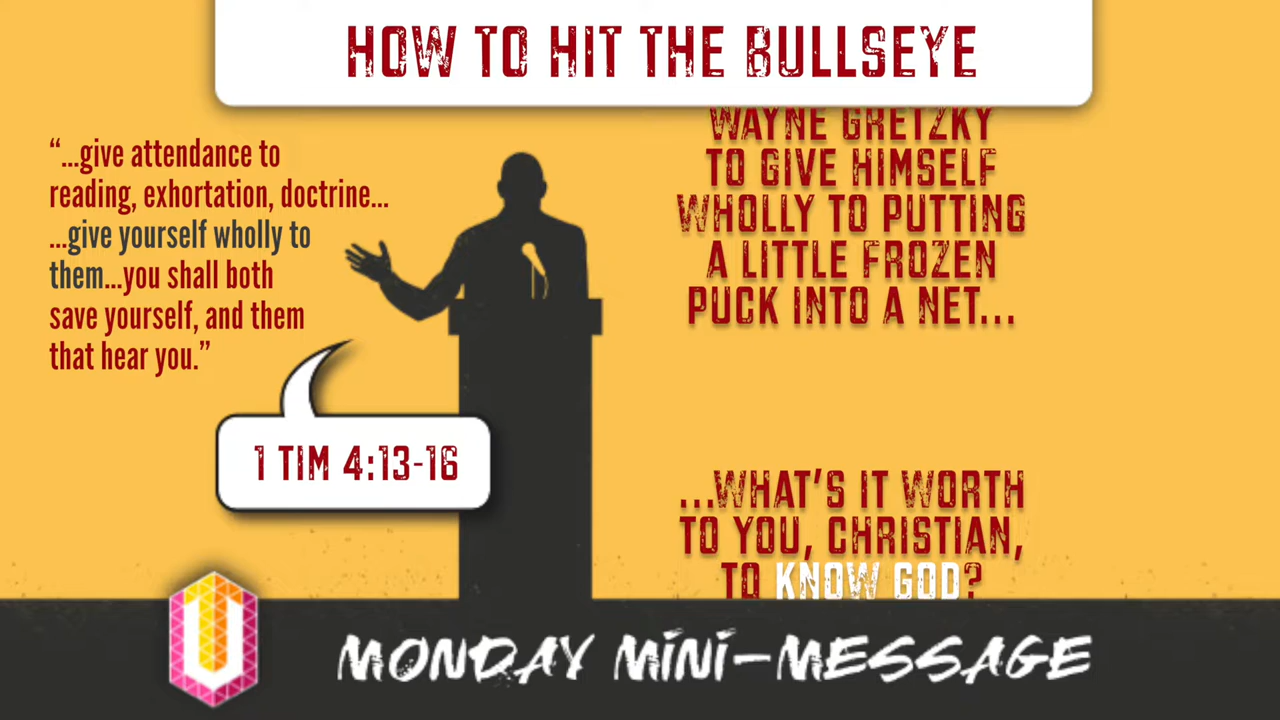 HOW TO HIT THE BULLSEYE
“...give attendance to
reading, exhortation, doctrine...
...give yourself wholly to
them...you shall both
save yourself, and them
that hear you.”
1 TIM 4:13-16
WAYNE GRETZKY
TO GIVE HIMSELF
WHOLLY TO PUTTING
A LITTLE FROZEN
PUCK INTO A NET...
...WHAT’S IT WORTH
TO YOU, CHRISTIAN,
TO KNOW GOD?
U
MONDAY MINI-MESSAGE